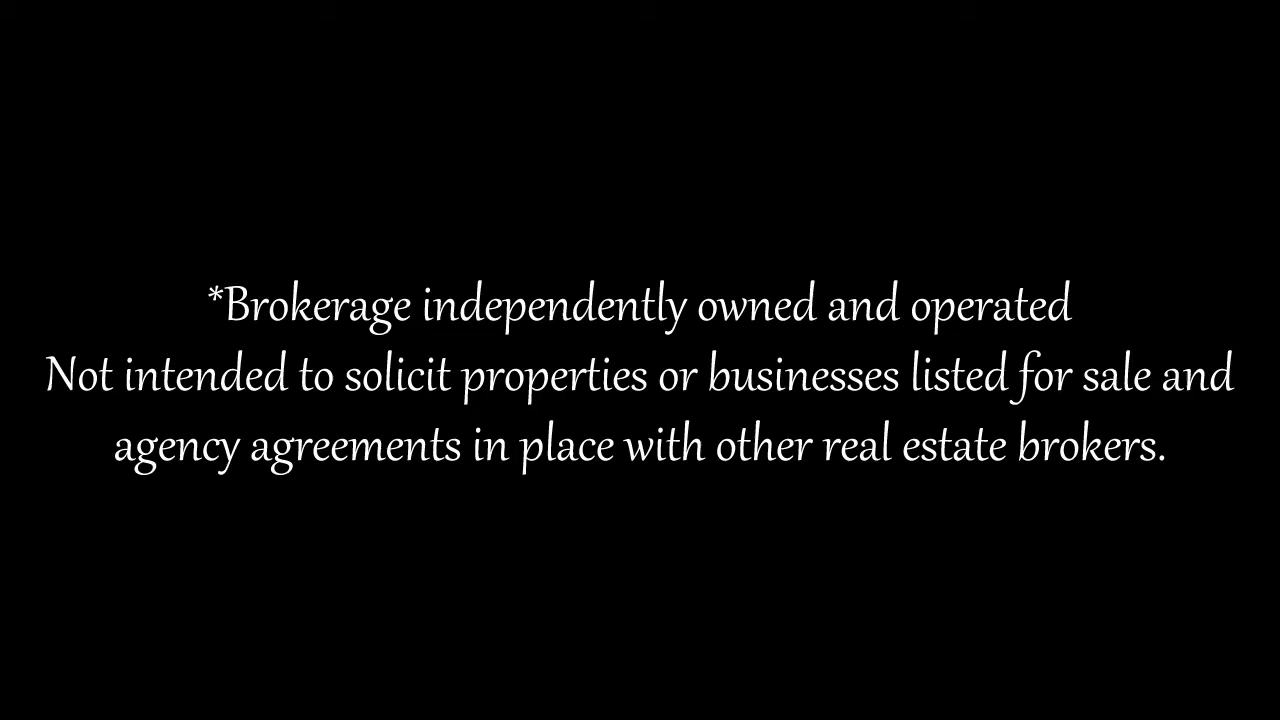 *Brokerage independently owned and operated
Not intended to solicit properties or businesses listed for sale and
agency agreements in place with other real estate brokers.